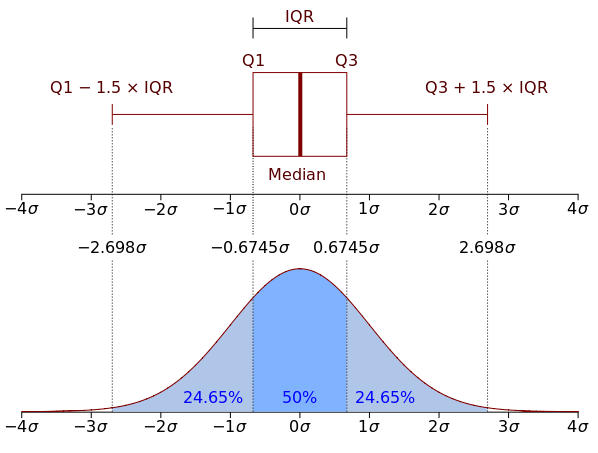 IQR
Q1 Q3
Q1 − 1.5 × IQR Q3 + 1.5 × IQR
Median
−4σ −3σ −2σ −1σ 0σ 1σ 2σ 3σ 4σ
−2.698σ −0.6745σ 0.6745σ 2.698σ
24.65% 50% 24.65%
−4σ −3σ −2σ −1σ 0σ 1σ 2σ 3σ 4σ